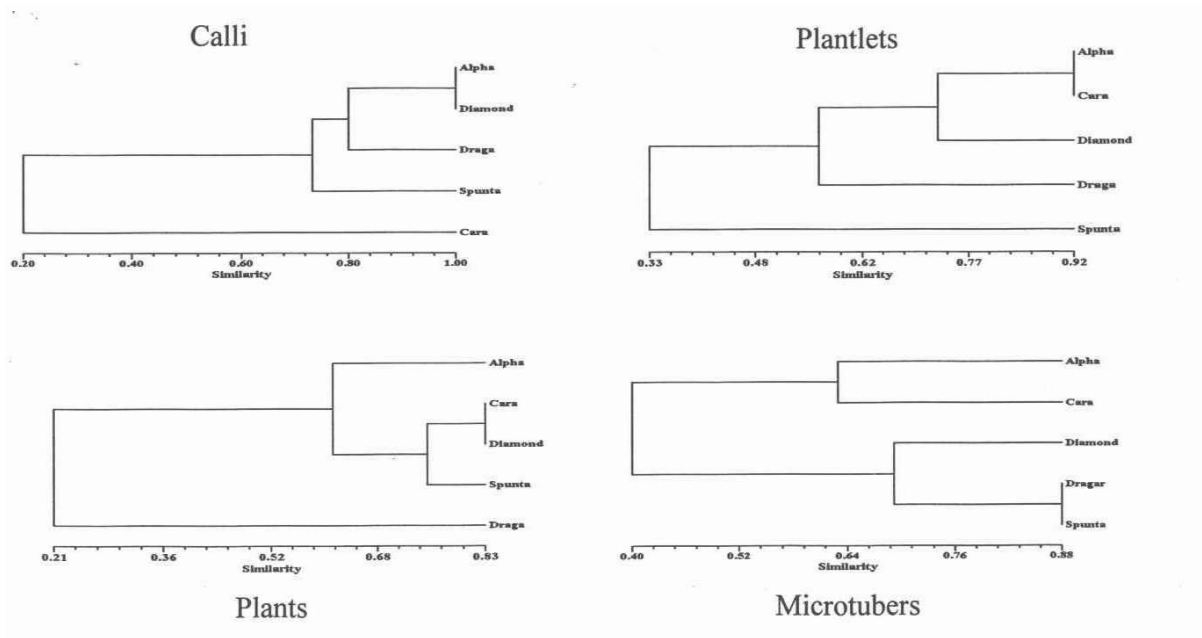 Calli
Alpha
Diamond
Draga
Spunta
Cara
0.20 0.40 0.60 0.80 1.00
Similarity
Plantlets
Alpha
Cara
Diamond
Draga
Spunta
0.33 0.48 0.62 0.77 0.92
Similarity
Alpha
Cara
Diamond
Spunta
Draga
0.21 0.36 0.52 0.68 0.83
Similarity
Plants
Alpha
Cara
Diamond
Dragar
Spunta
0.40 0.52 0.64 0.76 0.88
Similarity
Microtubers